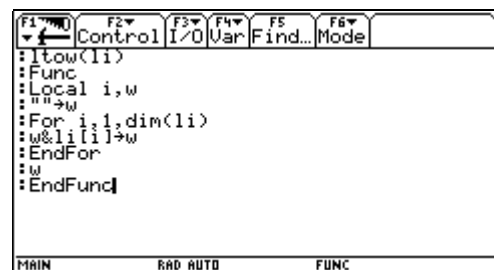 F1 F2▾ F3▾ F4▾ F5 F6▾
Control I/O Var Find... Mode
:ltow(li)
:Func
:Local i,w
:""→w
:For i,1,dim(li)
:w&li[i]→w
:EndFor
:w
:EndFunc
MAIN RAD AUTO FUNC